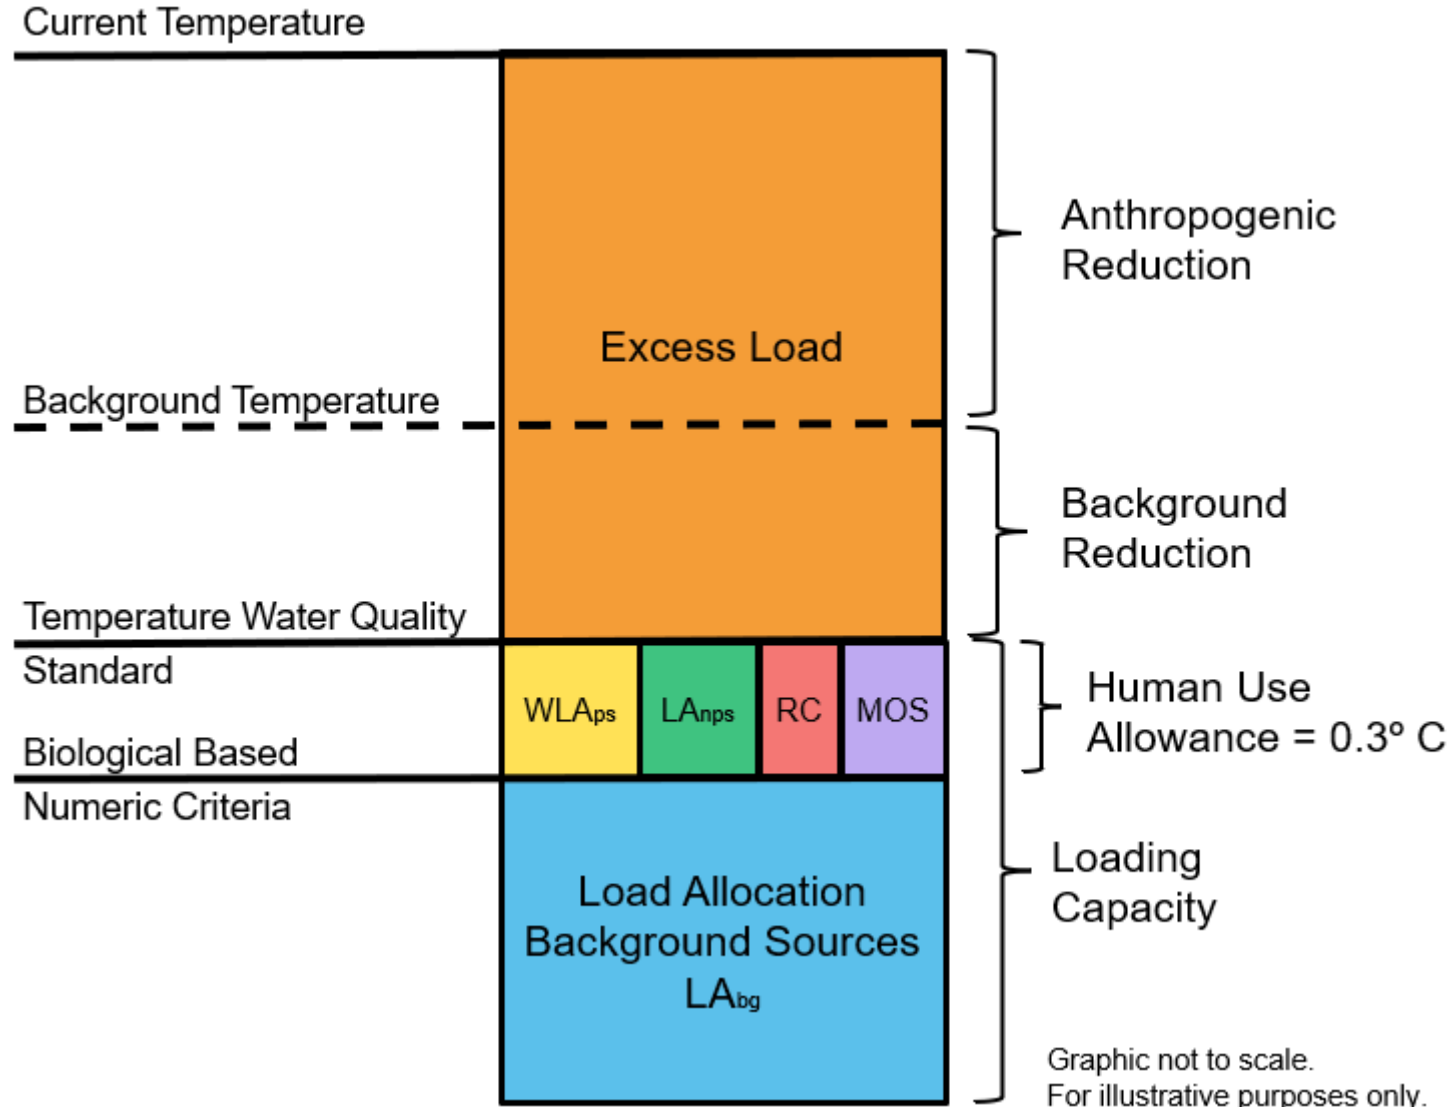 Current Temperature
Anthropogenic
Reduction
Excess Load
Background Temperature
Background
Reduction
Temperature Water Quality
Standard
WLAps
LAnps
RC
MOS
Human Use
Allowance = 0.3º C
Biological Based
Numeric Criteria
Loading
Capacity
Load Allocation
Background Sources
LAbg
Graphic not to scale.
For illustrative purposes only.